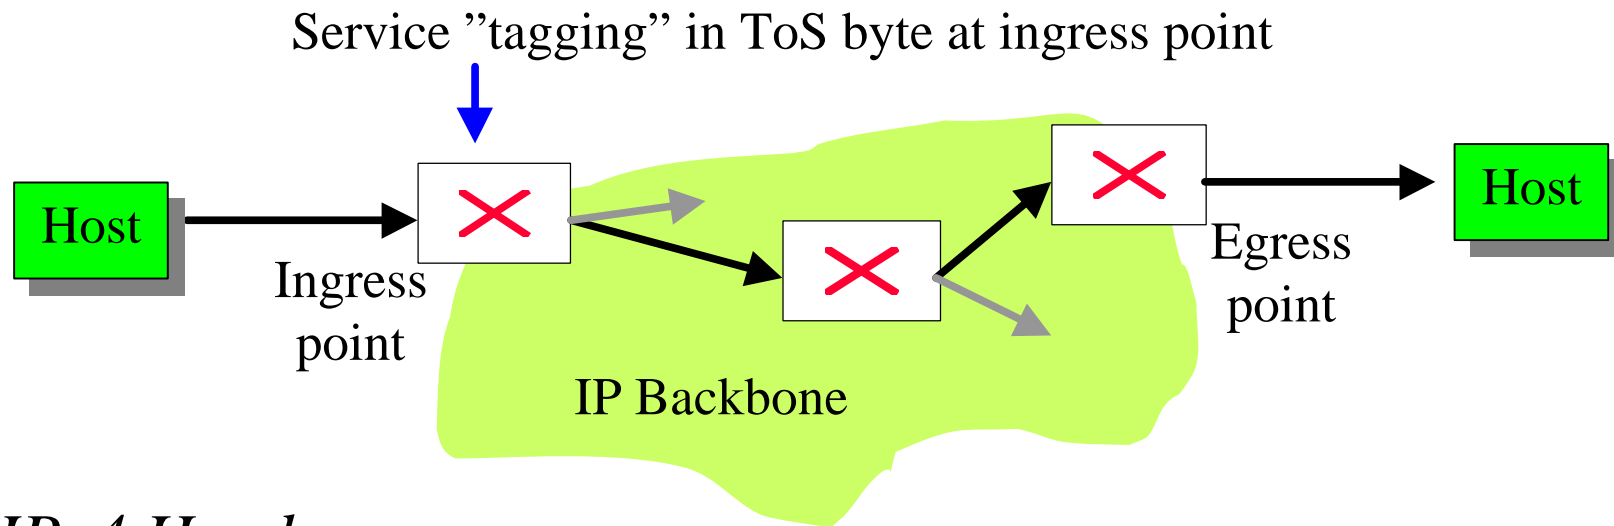 Service ”tagging” in ToS byte at ingress point
Host
Ingress
point
IP Backbone
Egress
point
Host